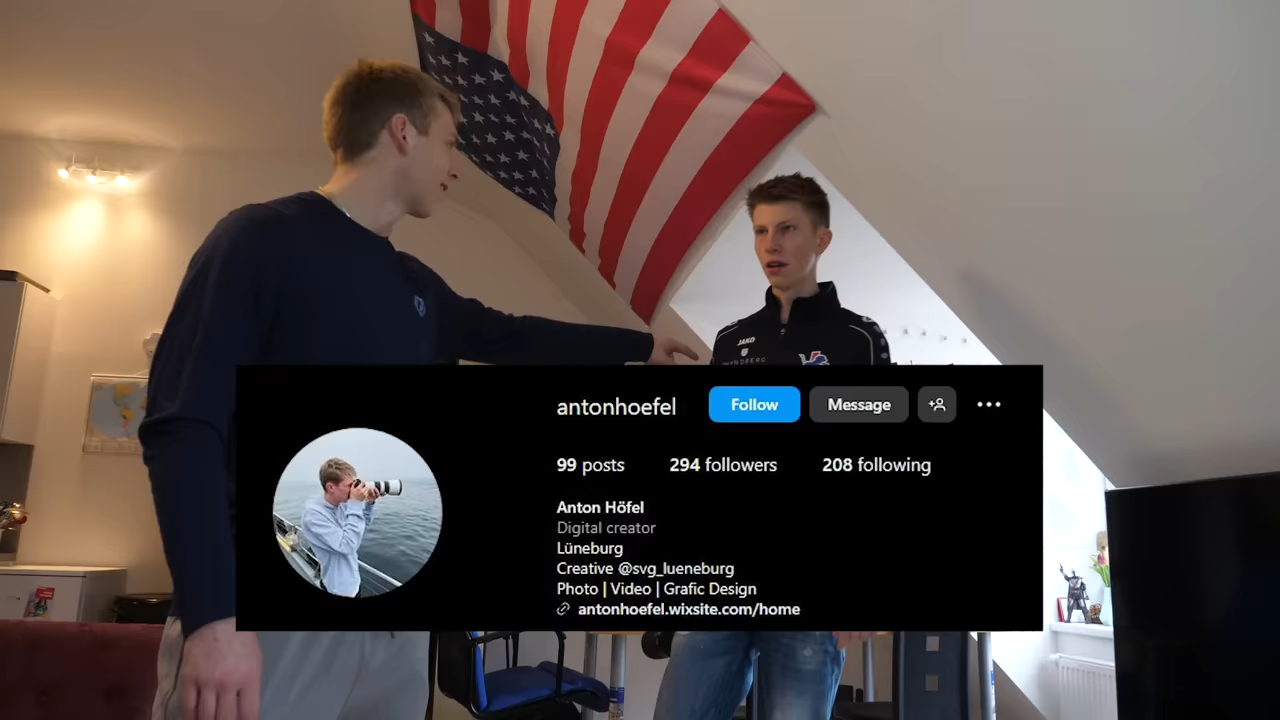 JAKO
antonhoefel Follow Message
99 posts 294 followers 208 following
Anton Höfel
Digital creator
Lüneburg
Creative @svg_lueneburg
Photo | Video | Grafic Design
antonhoefel.wixsite.com/home